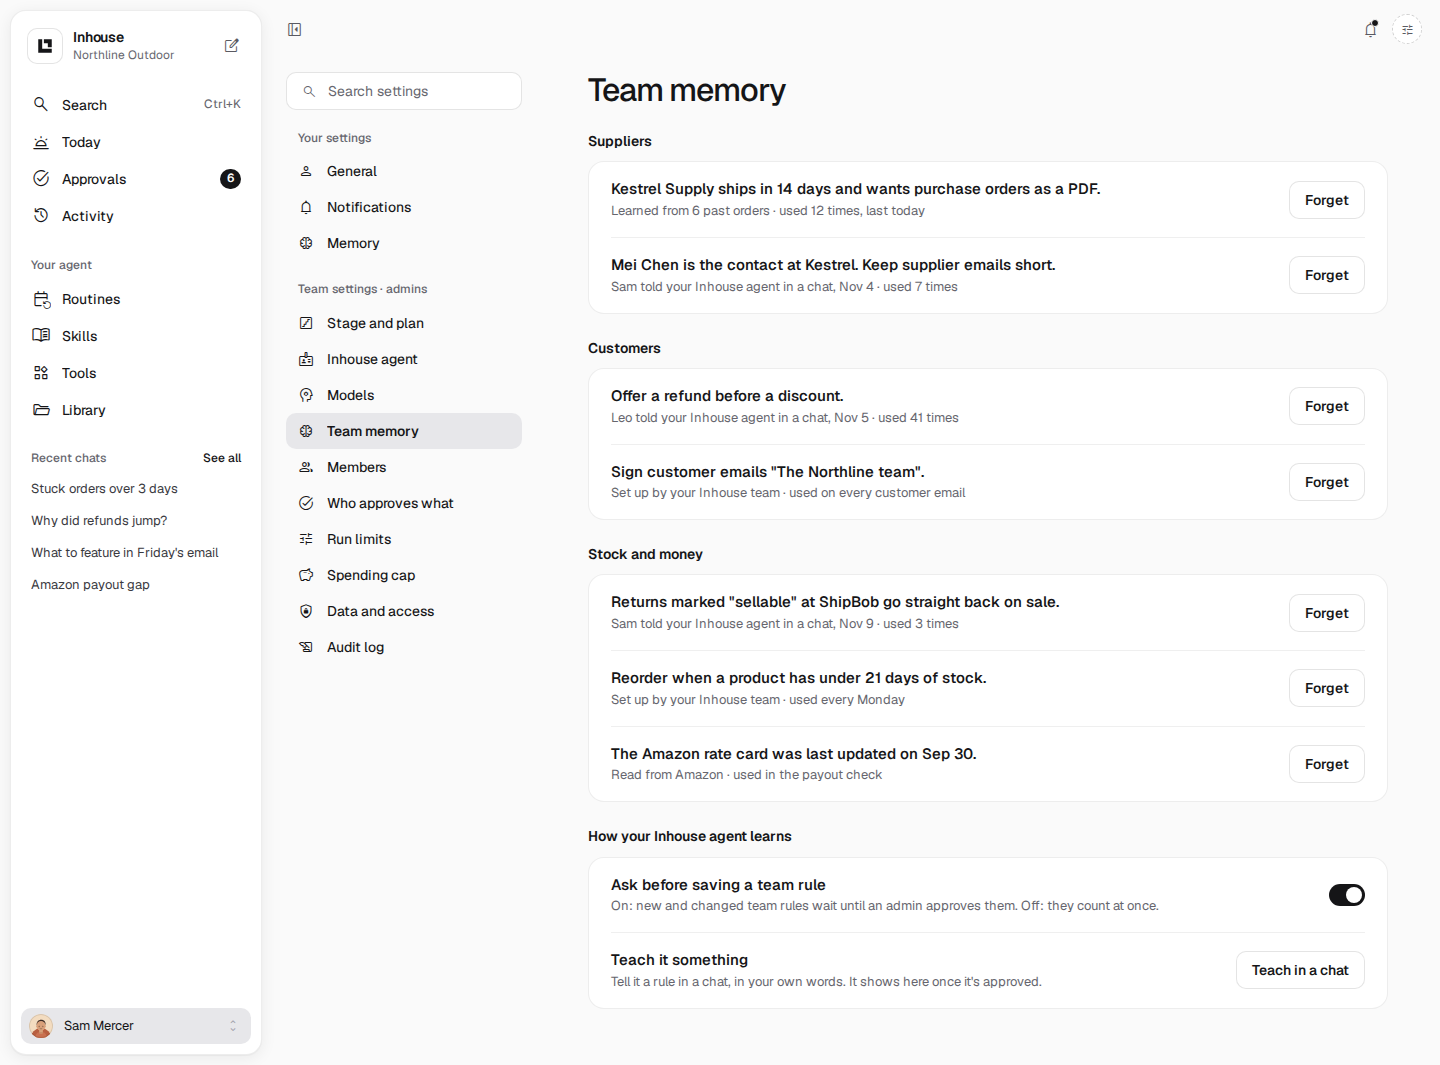 Inhouse
Northline Outdoor
Search Ctrl+K
Today
Approvals 6
Activity
Your agent
Routines
Skills
Tools
Library
Recent chats See all
Stuck orders over 3 days
Why did refunds jump?
What to feature in Friday's email
Amazon payout gap
Sam Mercer
Search settings
Your settings
General
Notifications
Memory
Team settings · admins
Stage and plan
Inhouse agent
Models
Team memory
Members
Who approves what
Run limits
Spending cap
Data and access
Audit log
Team memory
Suppliers
Kestrel Supply ships in 14 days and wants purchase orders as a PDF.
Learned from 6 past orders · used 12 times, last today
Forget
Mei Chen is the contact at Kestrel. Keep supplier emails short.
Sam told your Inhouse agent in a chat, Nov 4 · used 7 times
Forget
Customers
Offer a refund before a discount.
Leo told your Inhouse agent in a chat, Nov 5 · used 41 times
Forget
Sign customer emails "The Northline team".
Set up by your Inhouse team · used on every customer email
Forget
Stock and money
Returns marked "sellable" at ShipBob go straight back on sale.
Sam told your Inhouse agent in a chat, Nov 9 · used 3 times
Forget
Reorder when a product has under 21 days of stock.
Set up by your Inhouse team · used every Monday
Forget
The Amazon rate card was last updated on Sep 30.
Read from Amazon · used in the payout check
Forget
How your Inhouse agent learns
Ask before saving a team rule
On: new and changed team rules wait until an admin approves them. Off: they count at once.
Teach it something
Tell it a rule in a chat, in your own words. It shows here once it's approved.
Teach in a chat